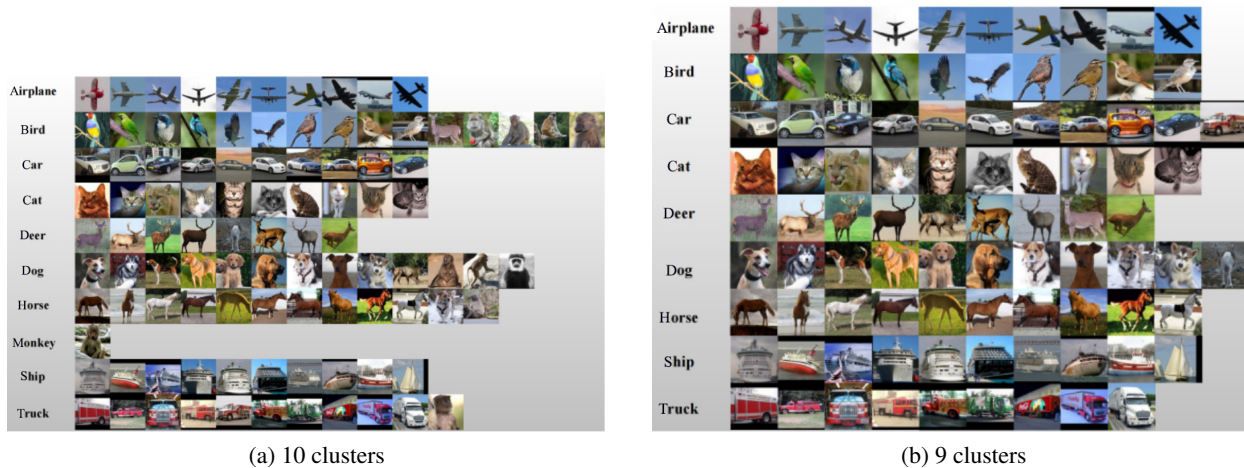 Airplane
Bird
Car
Cat
Deer
Dog
Horse
Monkey
Ship
Truck
(a) 10 clusters
Airplane
Bird
Car
Cat
Deer
Dog
Horse
Ship
Truck
(b) 9 clusters